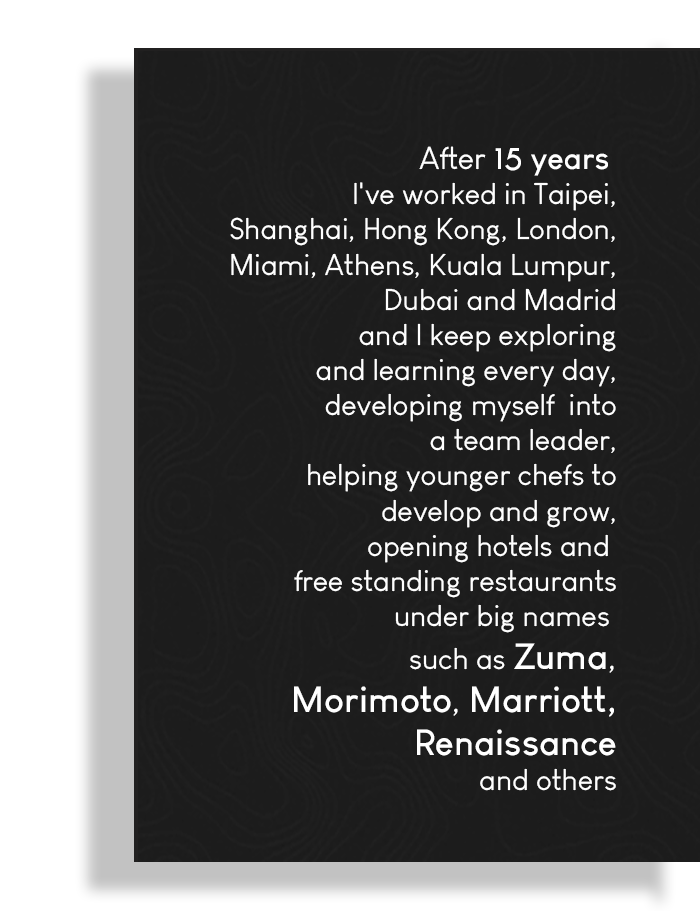 After 15 years
I've worked in Taipei,
Shanghai, Hong Kong, London,
Miami, Athens, Kuala Lumpur,
Dubai and Madrid
and I keep exploring
and learning every day,
developing myself  into
a team leader,
helping younger chefs to
develop and grow,
opening hotels and
free standing restaurants
under big names
such as Zuma,
Morimoto, Marriott,
Renaissance
and others